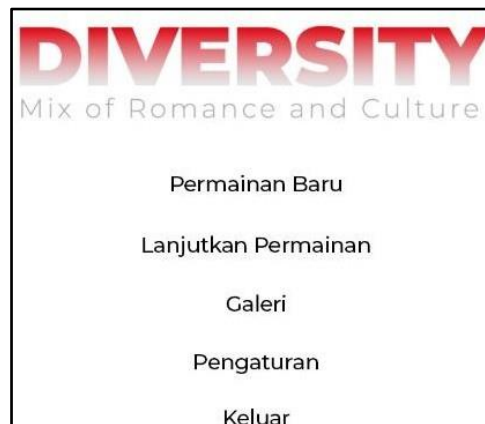 DIVERSITY
Mix of Romance and Culture
Permainan Baru
Lanjutkan Permainan
Galeri
Pengaturan
Keluar